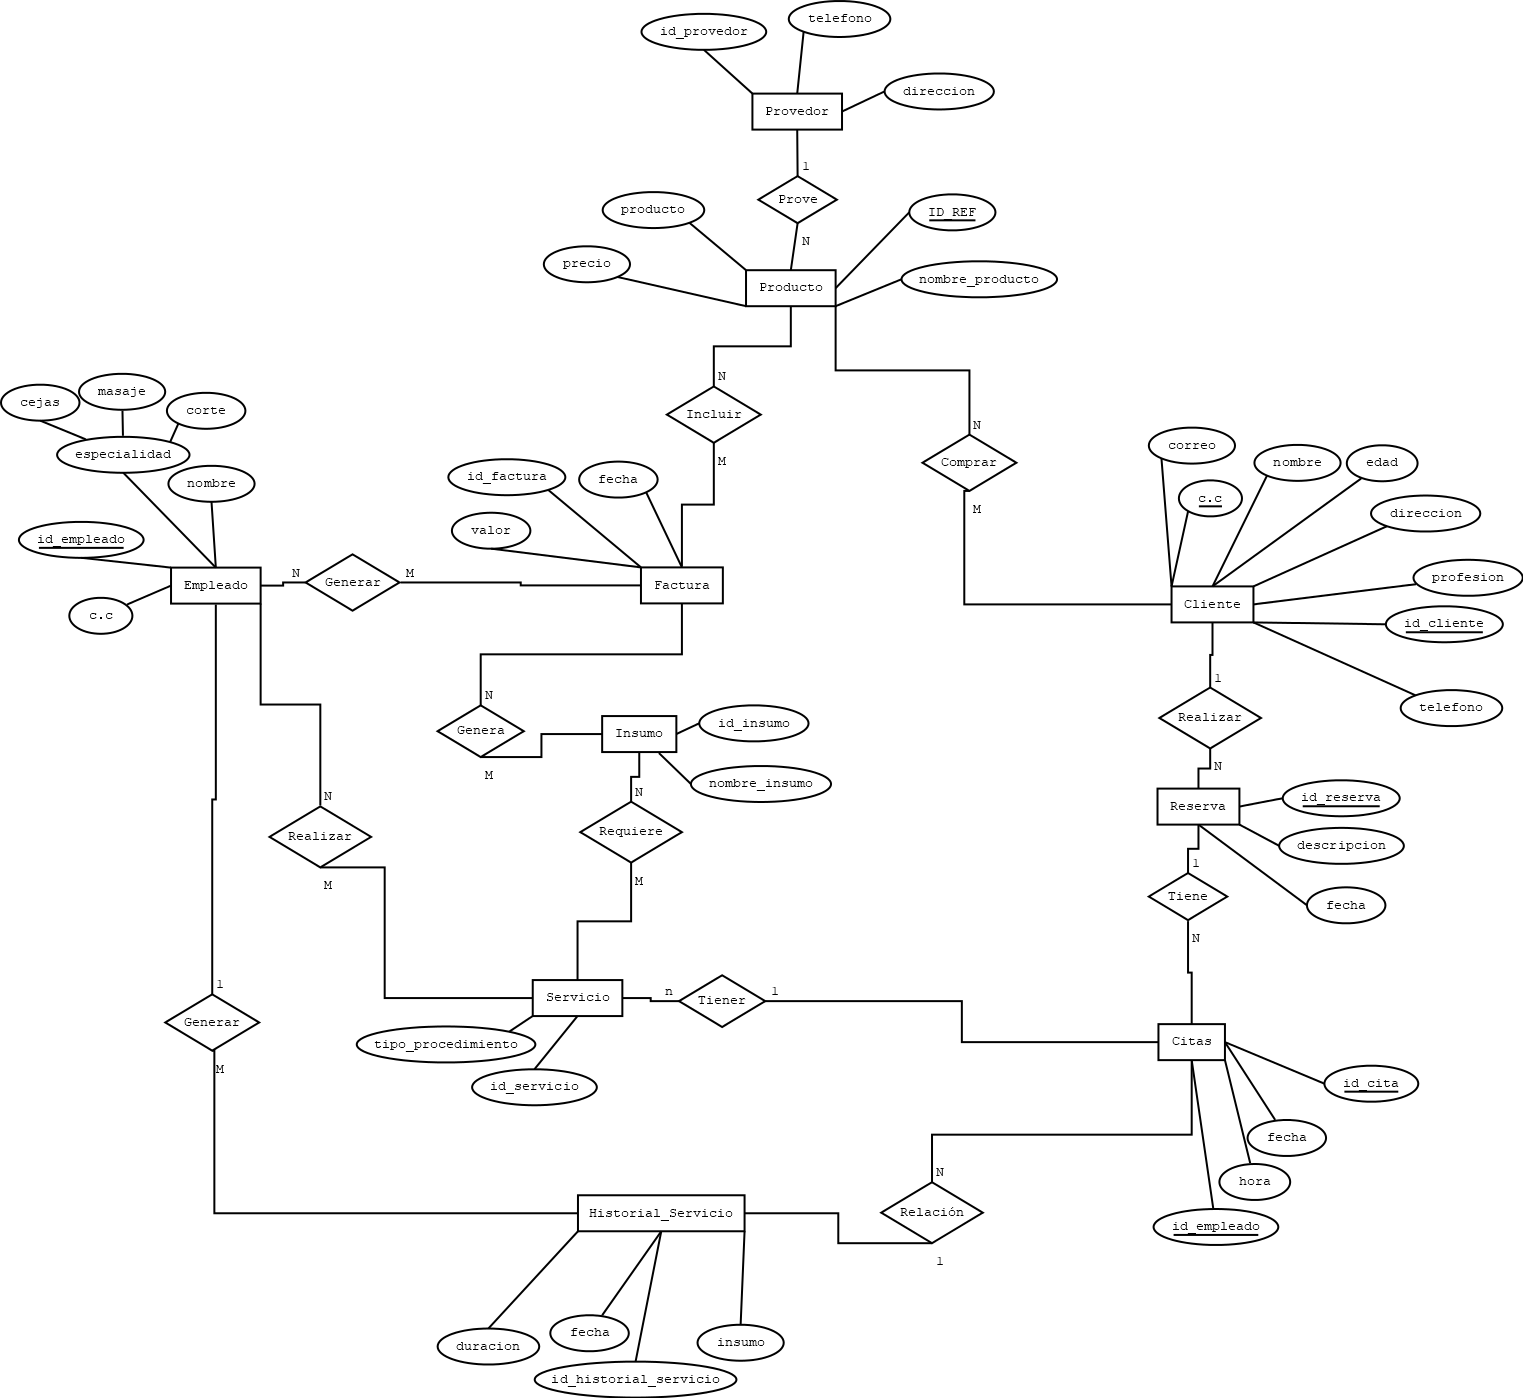 telefono
id_provedor
direccion
Provedor
1
Prove
producto
ID_REF
N
precio
nombre_producto
Producto
N
cejas
masaje
corte
Incluir
N
correo
especialidad
M
Comprar
nombre
edad
nombre
id_factura
fecha
c.c
M
direccion
valor
id_empleado
N
M
Empleado
Generar
Factura
profesion
Cliente
c.c
id_cliente
1
N
telefono
Realizar
id_insumo
Genera
Insumo
N
M
nombre_insumo
N
N
id_reserva
Reserva
Realizar
Requiere
descripcion
1
M
M
Tiene
fecha
N
1
n
1
Servicio
Tiener
Generar
tipo_procedimiento
Citas
M
id_servicio
id_cita
fecha
N
hora
Historial_Servicio
Relación
id_empleado
1
fecha
insumo
duracion
id_historial_servicio